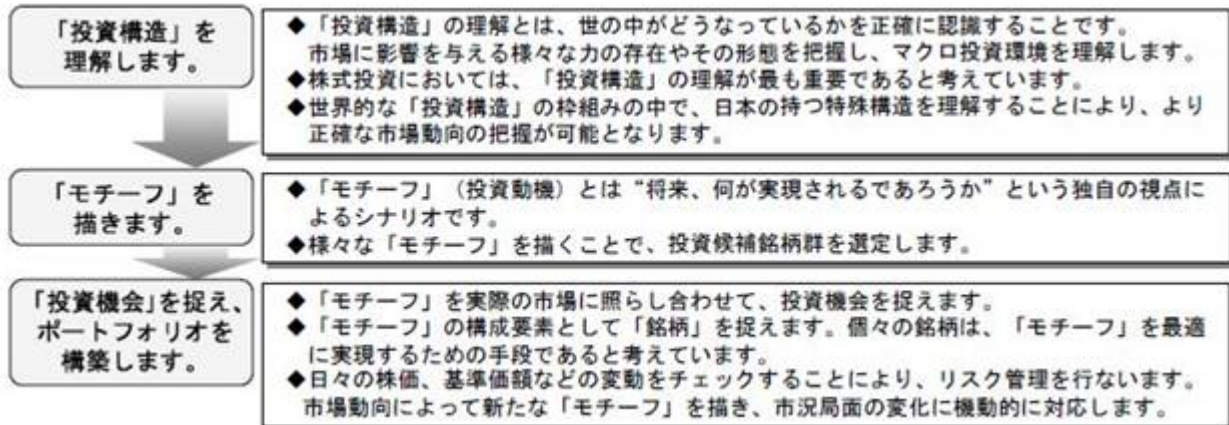 「投資構造」を
理解します。
◆「投資構造」の理解とは、世の中がどうなっているかを正確に認識することです。
市場に影響を与える様々な力の存在やその形態を把握し、マクロ投資環境を理解します。
◆株式投資においては、「投資構造」の理解が最も重要であると考えています。
◆世界的な「投資構造」の枠組みの中で、日本の持つ特殊構造を理解することにより、より
正確な市場動向の把握が可能となります。
「モチーフ」を
描きます。
◆「モチーフ」（投資動機）とは“将来、何が実現されるであろうか”という独自の視点に
よるシナリオです。
◆様々な「モチーフ」を描くことで、投資候補銘柄群を選定します。
「投資機会」を捉え、
ポートフォリオを
構築します。
◆「モチーフ」を実際の市場に照らし合わせて、投資機会を捉えます。
◆「モチーフ」の構成要素として「銘柄」を捉えます。個々の銘柄は、「モチーフ」を最適
に実現するための手段であると考えています。
◆日々の株価、基準価額などの変動をチェックすることにより、リスク管理を行ないます。
市場動向によって新たな「モチーフ」を描き、市況局面の変化に機動的に対応します。